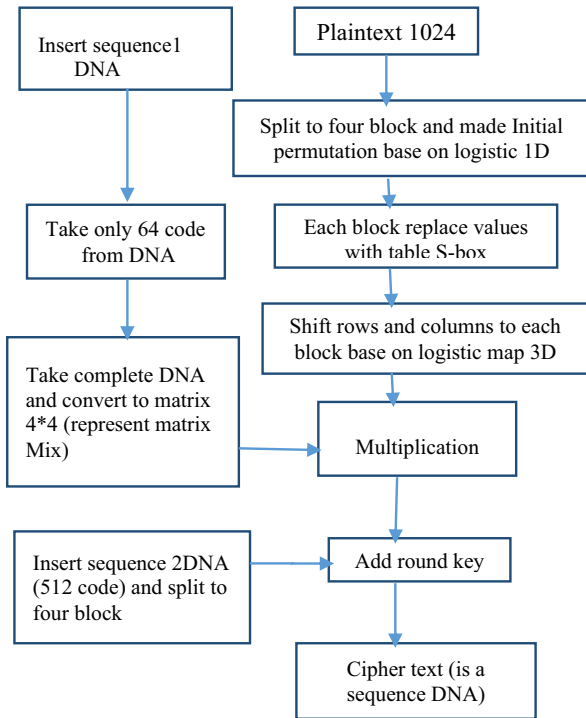 Insert sequence1
DNA
Plaintext 1024
Split to four block and made Initial
permutation base on logistic 1D
Take only 64 code
from DNA
Each block replace values
with table S-box
Shift rows and columns to each
block base on logistic map 3D
Take complete DNA
and convert to matrix
4*4 (represent matrix
Mix)
Multiplication
Insert sequence 2DNA
(512 code) and split to
four block
Add round key
Cipher text (is a
sequence DNA)